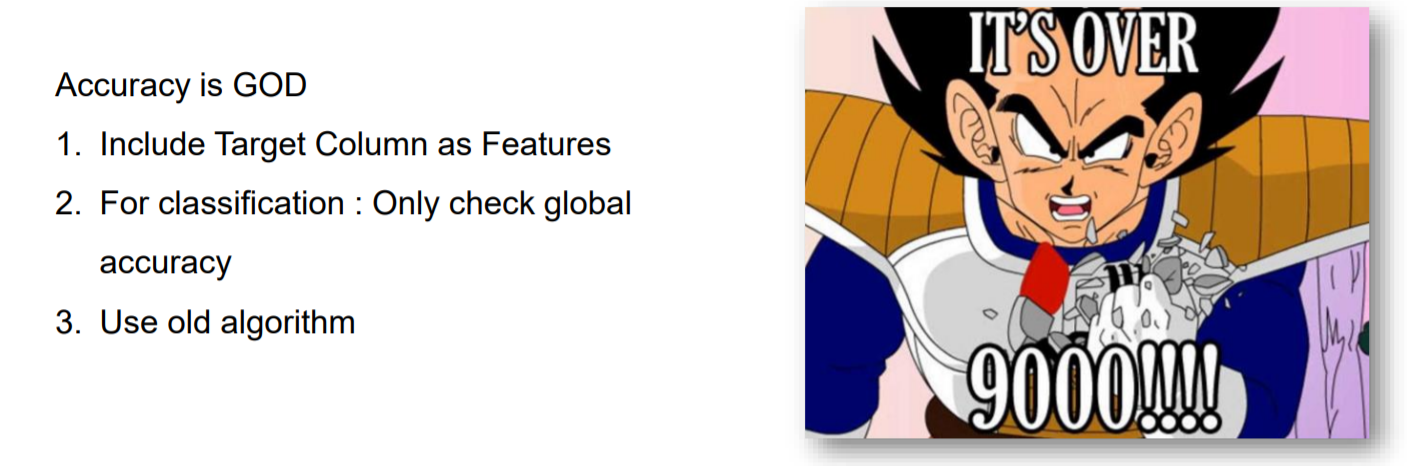 Accuracy is GOD
1. Include Target Column as Features
2. For classification : Only check global
accuracy
3. Use old algorithm
IT'S OVER
9000!!!!